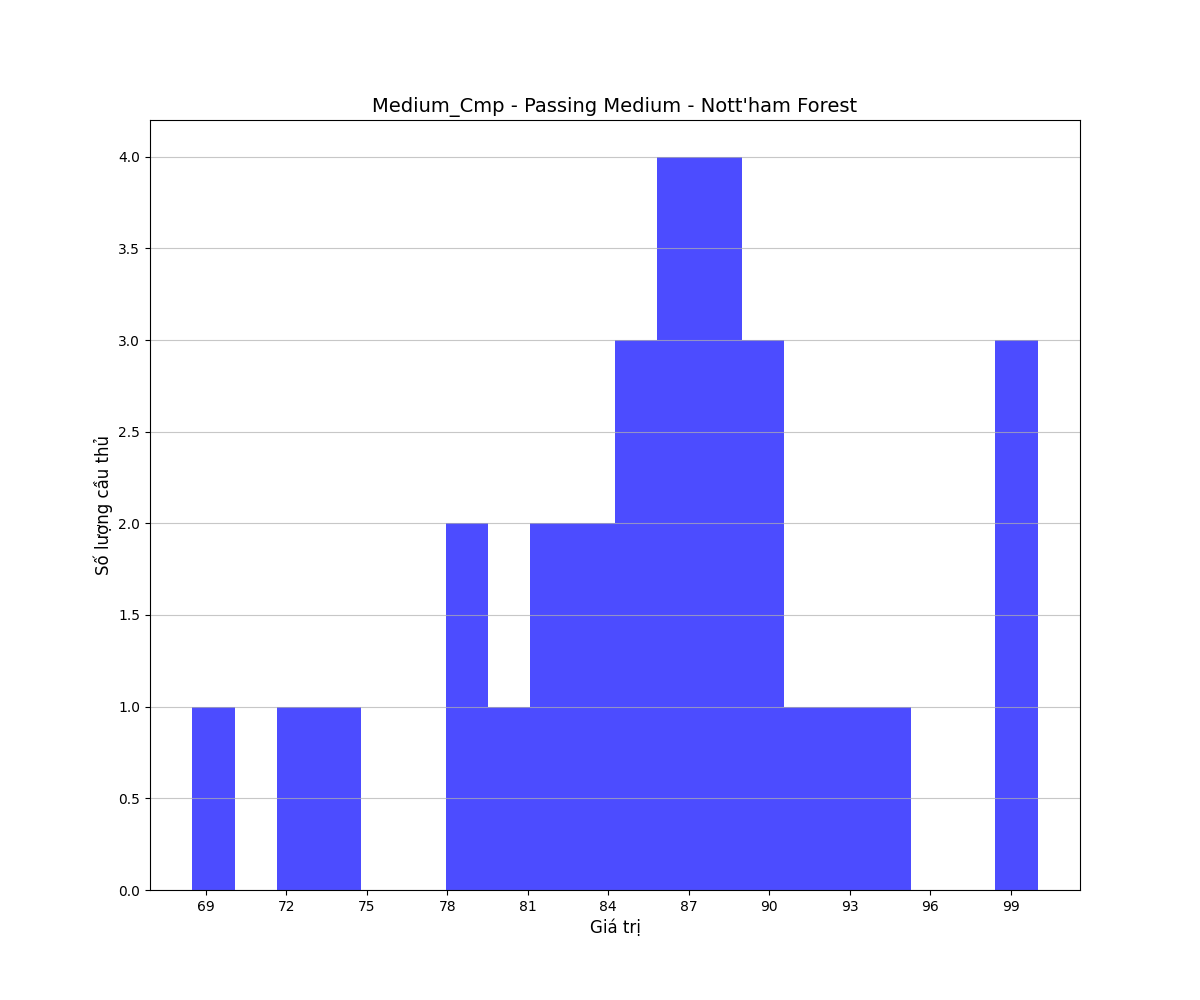 Medium_Cmp - Passing Medium - Nott'ham Forest
4.0
3.5
3.0
2.5
2.0
1.5
1.0
0.5
0.0
Số lượng cầu thủ
69 72 75 78 81 84 87 90 93 96 99
Giá trị